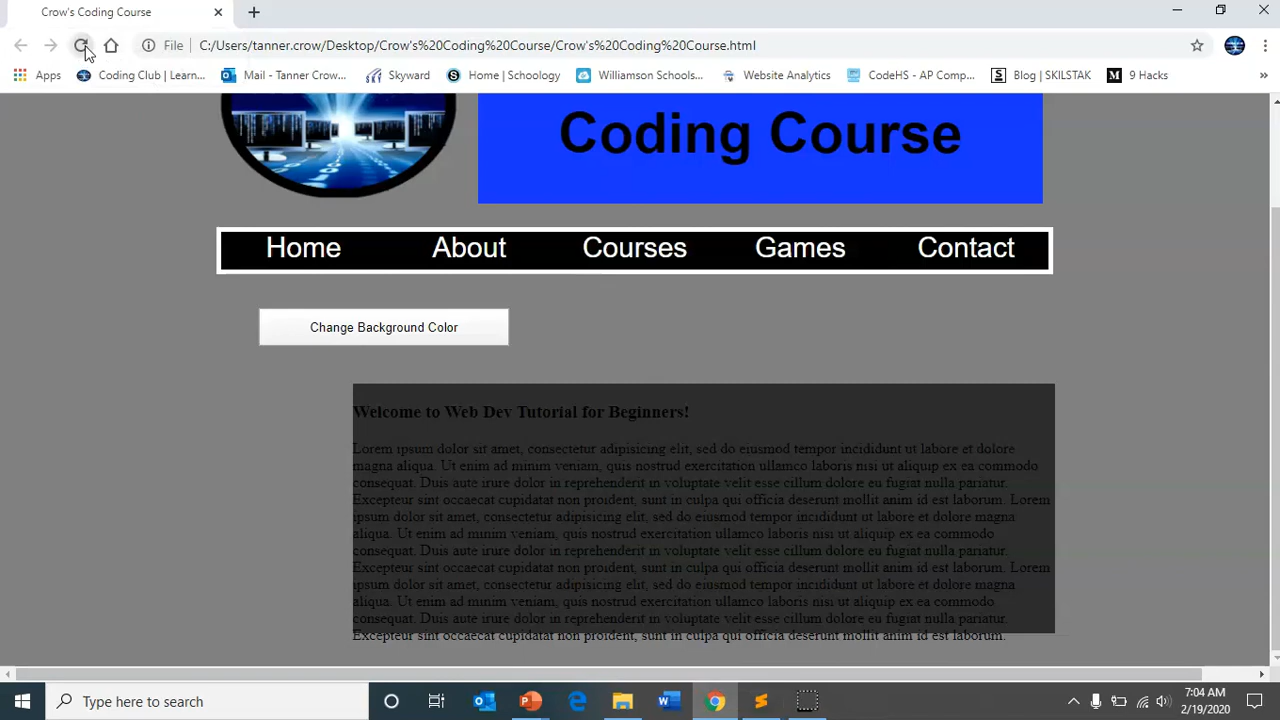 Crow's Coding Course
File C:/Users/tanner.crow/Desktop/Crow's%20Coding%20Course/Crow's%20Coding%20Course.html
Apps Coding Club | Learn... Mail - Tanner Crow... Skyward Home | Schoology Williamson Schools... Website Analytics CodeHS - AP Comp... Blog | SKILSTAK 9 Hacks »
Coding Course
Home About Courses Games Contact
Change Background Color
Welcome to Web Dev Tutorial for Beginners!
Lorem ipsum dolor sit amet, consectetur adipisicing elit, sed do eiusmod tempor incididunt ut labore et dolore
magna aliqua. Ut enim ad minim veniam, quis nostrud exercitation ullamco laboris nisi ut aliquip ex ea commodo
consequat. Duis aute irure dolor in reprehenderit in voluptate velit esse cillum dolore eu fugiat nulla pariatur.
Excepteur sint occaecat cupidatat non proident, sunt in culpa qui officia deserunt mollit anim id est laborum. Lorem
ipsum dolor sit amet, consectetur adipisicing elit, sed do eiusmod tempor incididunt ut labore et dolore magna
aliqua. Ut enim ad minim veniam, quis nostrud exercitation ullamco laboris nisi ut aliquip ex ea commodo
consequat. Duis aute irure dolor in reprehenderit in voluptate velit esse cillum dolore eu fugiat nulla pariatur.
Excepteur sint occaecat cupidatat non proident, sunt in culpa qui officia deserunt mollit anim id est laborum. Lorem
ipsum dolor sit amet, consectetur adipisicing elit, sed do eiusmod tempor incididunt ut labore et dolore magna
aliqua. Ut enim ad minim veniam, quis nostrud exercitation ullamco laboris nisi ut aliquip ex ea commodo
consequat. Duis aute irure dolor in reprehenderit in voluptate velit esse cillum dolore eu fugiat nulla pariatur.
Excepteur sint occaecat cupidatat non proident, sunt in culpa qui officia deserunt mollit anim id est laborum.
Type here to search
7:04 AM
2/19/2020